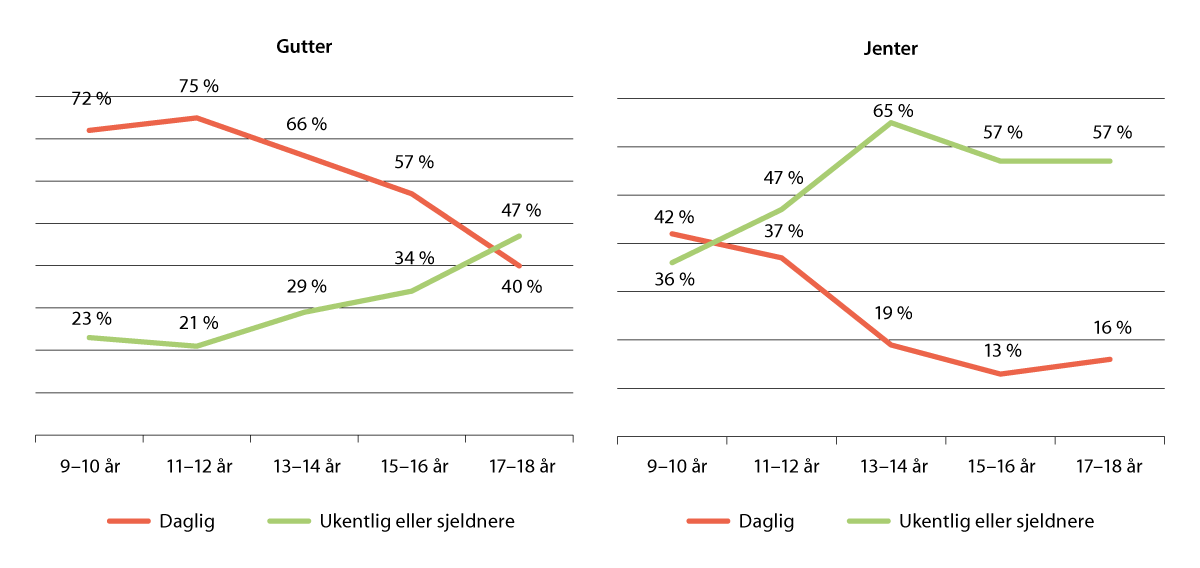 Gutter
72 %
75 %
66 %
57 %
47 %
40 %
34 %
29 %
23 %
21 %
9–10 år
11–12 år
13–14 år
15–16 år
17–18 år
Daglig
Ukentlig eller sjeldnere
Jenter
65 %
57 %
57 %
47 %
42 %
37 %
36 %
19 %
13 %
16 %
9–10 år
11–12 år
13–14 år
15–16 år
17–18 år
Daglig
Ukentlig eller sjeldnere